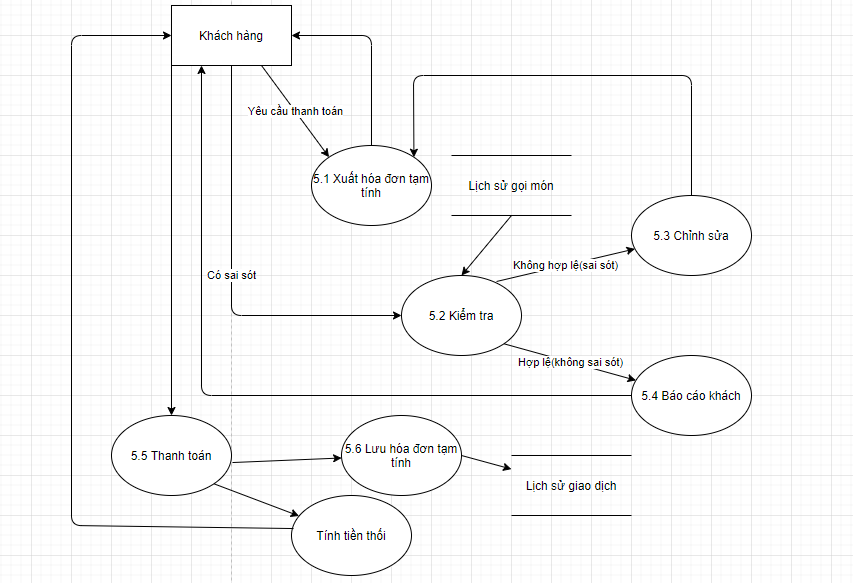 Khách hàng
Yêu cầu thanh toán
5.1 Xuất hóa đơn tạm
tính
Lịch sử gọi món
5.3 Chỉnh sửa
Không hợp lệ(sai sót)
Có sai sót
5.2 Kiểm tra
Hợp lệ(không sai sót)
5.4 Báo cáo khách
5.5 Thanh toán
5.6 Lưu hóa đơn tạm
tính
Lịch sử giao dịch
Tính tiền thối